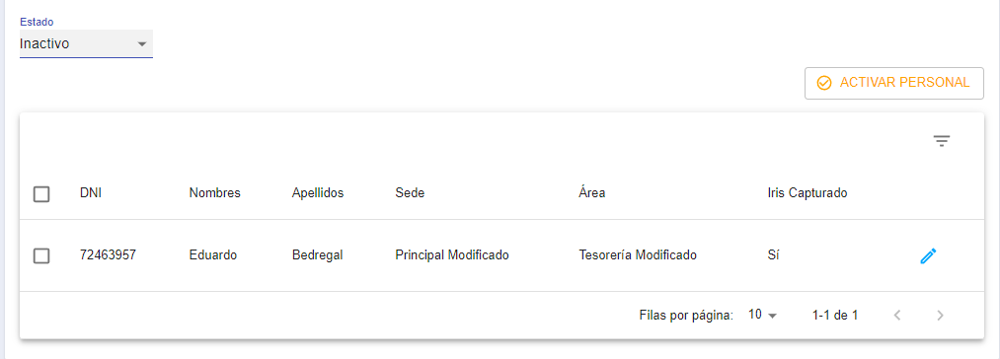 Estado
Inactivo
ACTIVAR PERSONAL
DNI Nombres Apellidos Sede Área Iris Capturado
72463957 Eduardo Bedregal Principal Modificado Tesorería Modificado Sí
Filas por página: 10 1-1 de 1